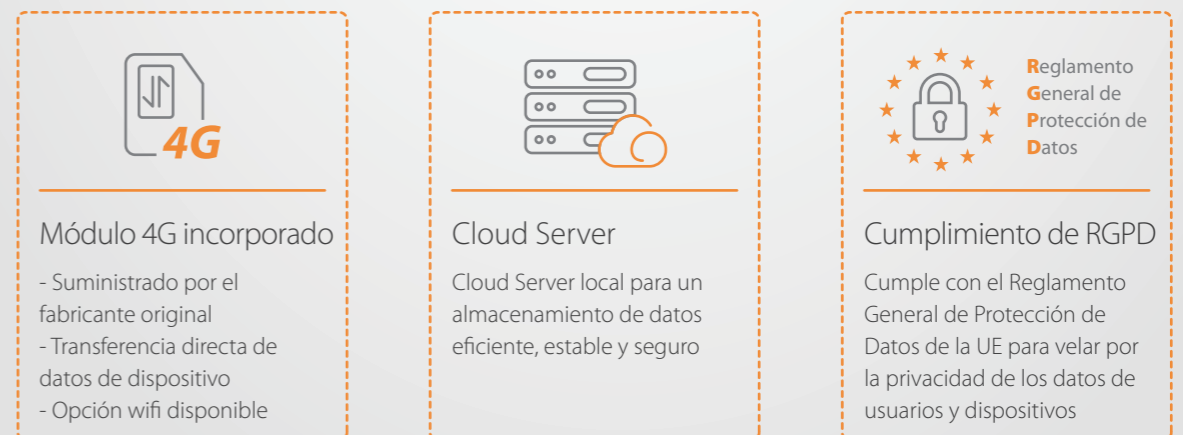 4G
Módulo 4G incorporado
- Suministrado por el
fabricante original
- Transferencia directa de
datos de dispositivo
- Opción wifi disponible
Cloud Server
Cloud Server local para un
almacenamiento de datos
eficiente, estable y seguro
Reglamento
General de
Protección de
Datos
Cumplimiento de RGPD
Cumple con el Reglamento
General de Protección de
Datos de la UE para velar por
la privacidad de los datos de
usuarios y dispositivos